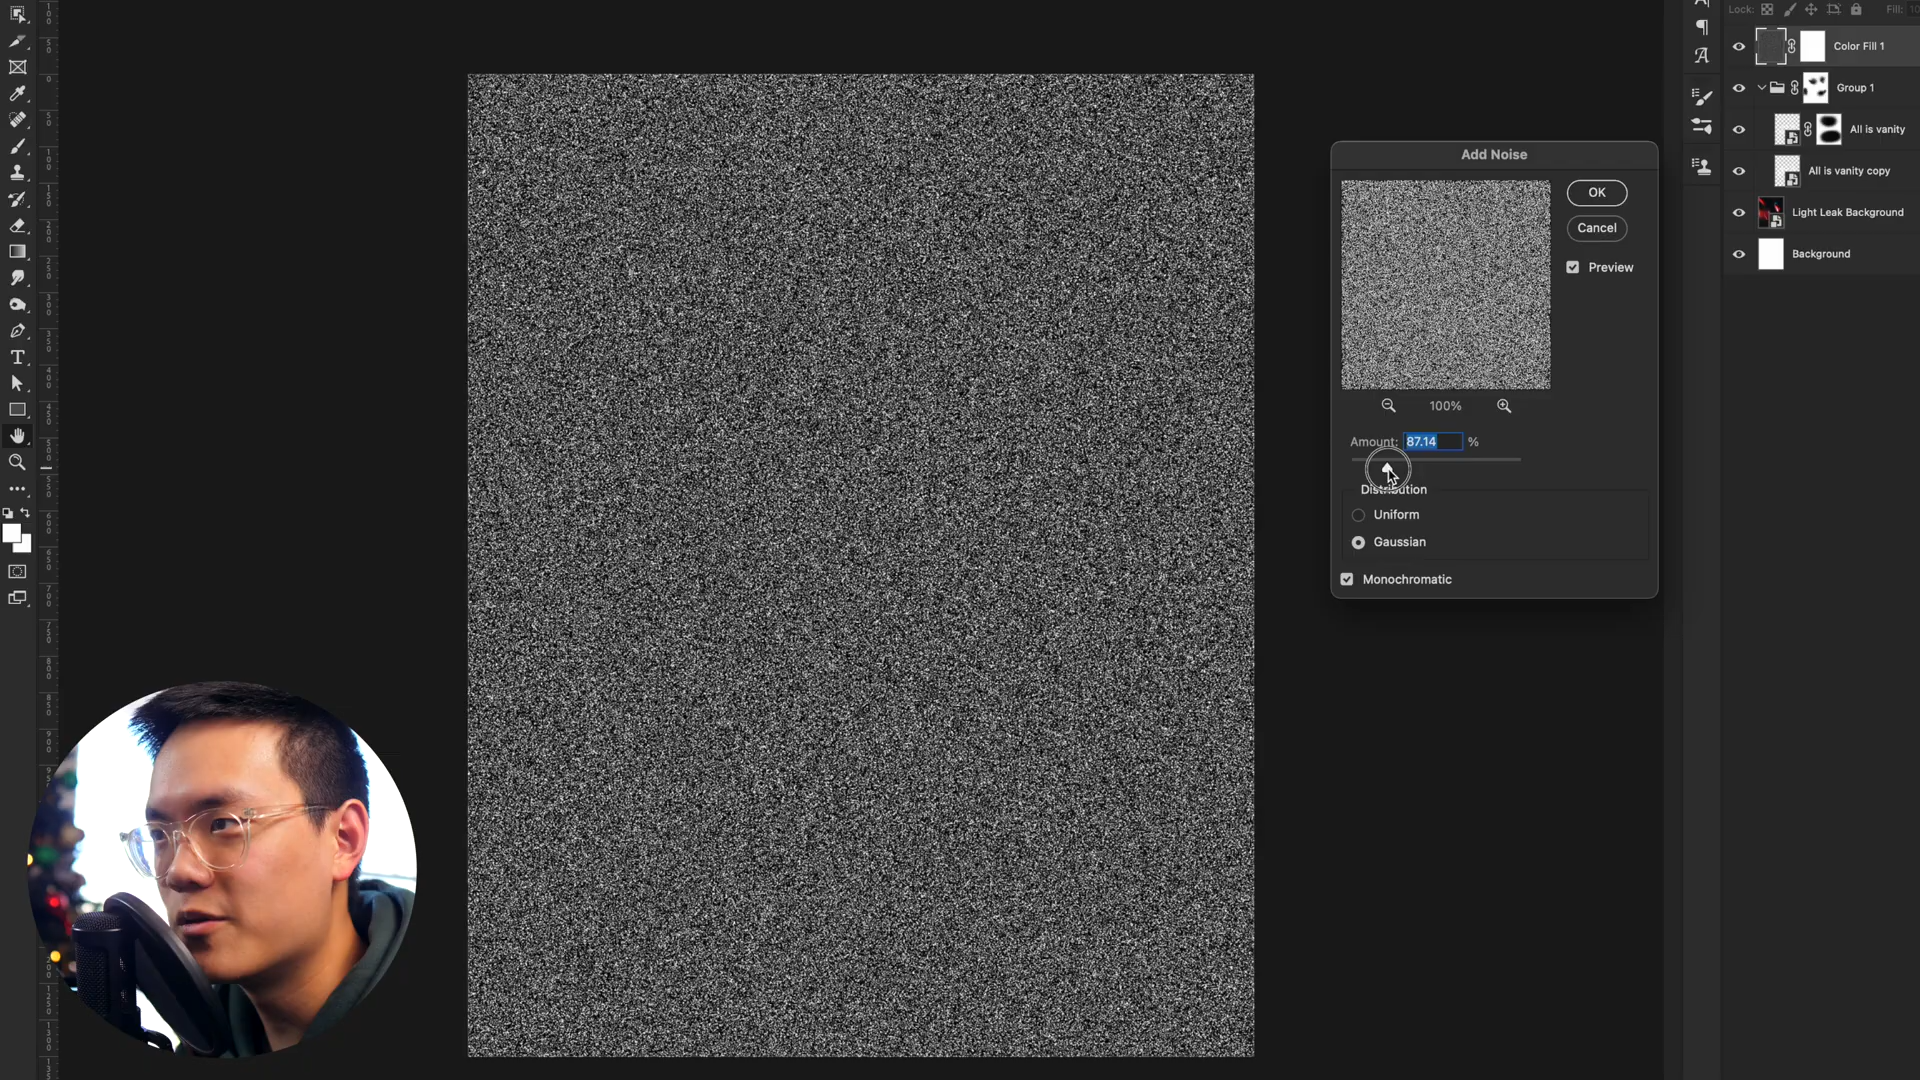 Lock:
Fill:
Color Fill 1
Group 1
All is vanity
All is vanity copy
Light Leak Background
Background
Add Noise
OK
Cancel
Preview
100%
Amount: 87.14 %
Distribution
Uniform
Gaussian
Monochromatic